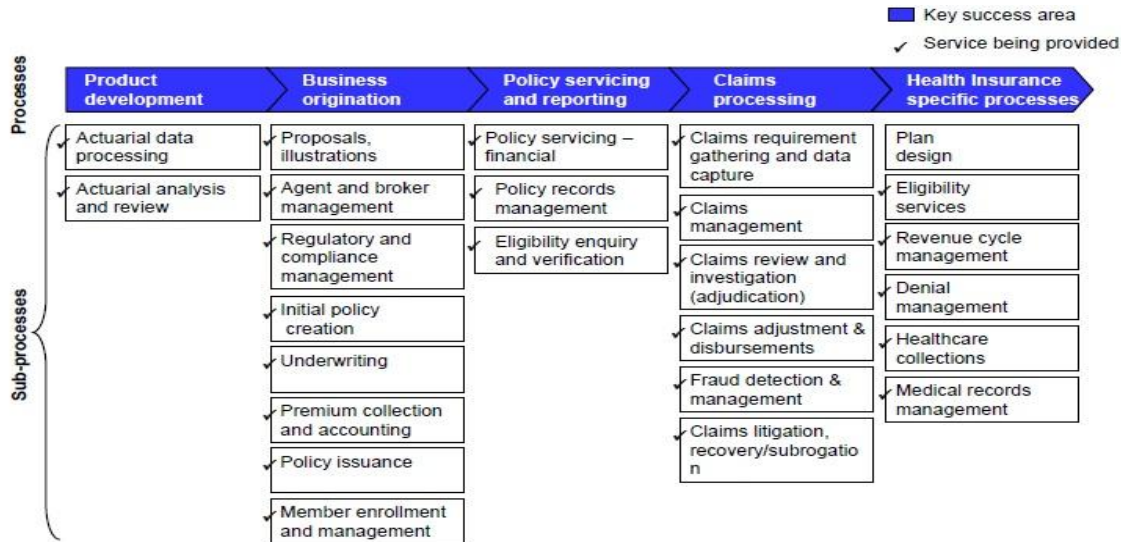 Key success area
✓ Service being provided
Processes
Product
development
Business
origination
Policy servicing
and reporting
Claims
processing
Health Insurance
specific processes
Sub-processes
✓ Actuarial data
processing
✓ Actuarial analysis
and review
✓ Proposals,
illustrations
✓ Agent and broker
management
✓ Regulatory and
compliance
management
✓ Initial policy
creation
✓ Underwriting
✓ Premium collection
and accounting
✓ Policy issuance
✓ Member enrollment
and management
✓ Policy servicing –
financial
✓ Policy records
management
✓ Eligibility enquiry
and verification
✓ Claims requirement
gathering and data
capture
✓ Claims
management
✓ Claims review and
investigation
(adjudication)
✓ Claims adjustment &
disbursements
✓ Fraud detection &
management
✓ Claims litigation,
recovery/subrogatio
n
Plan
design
✓ Eligibility
services
✓ Revenue cycle
management
✓ Denial
management
✓ Healthcare
collections
✓ Medical records
management